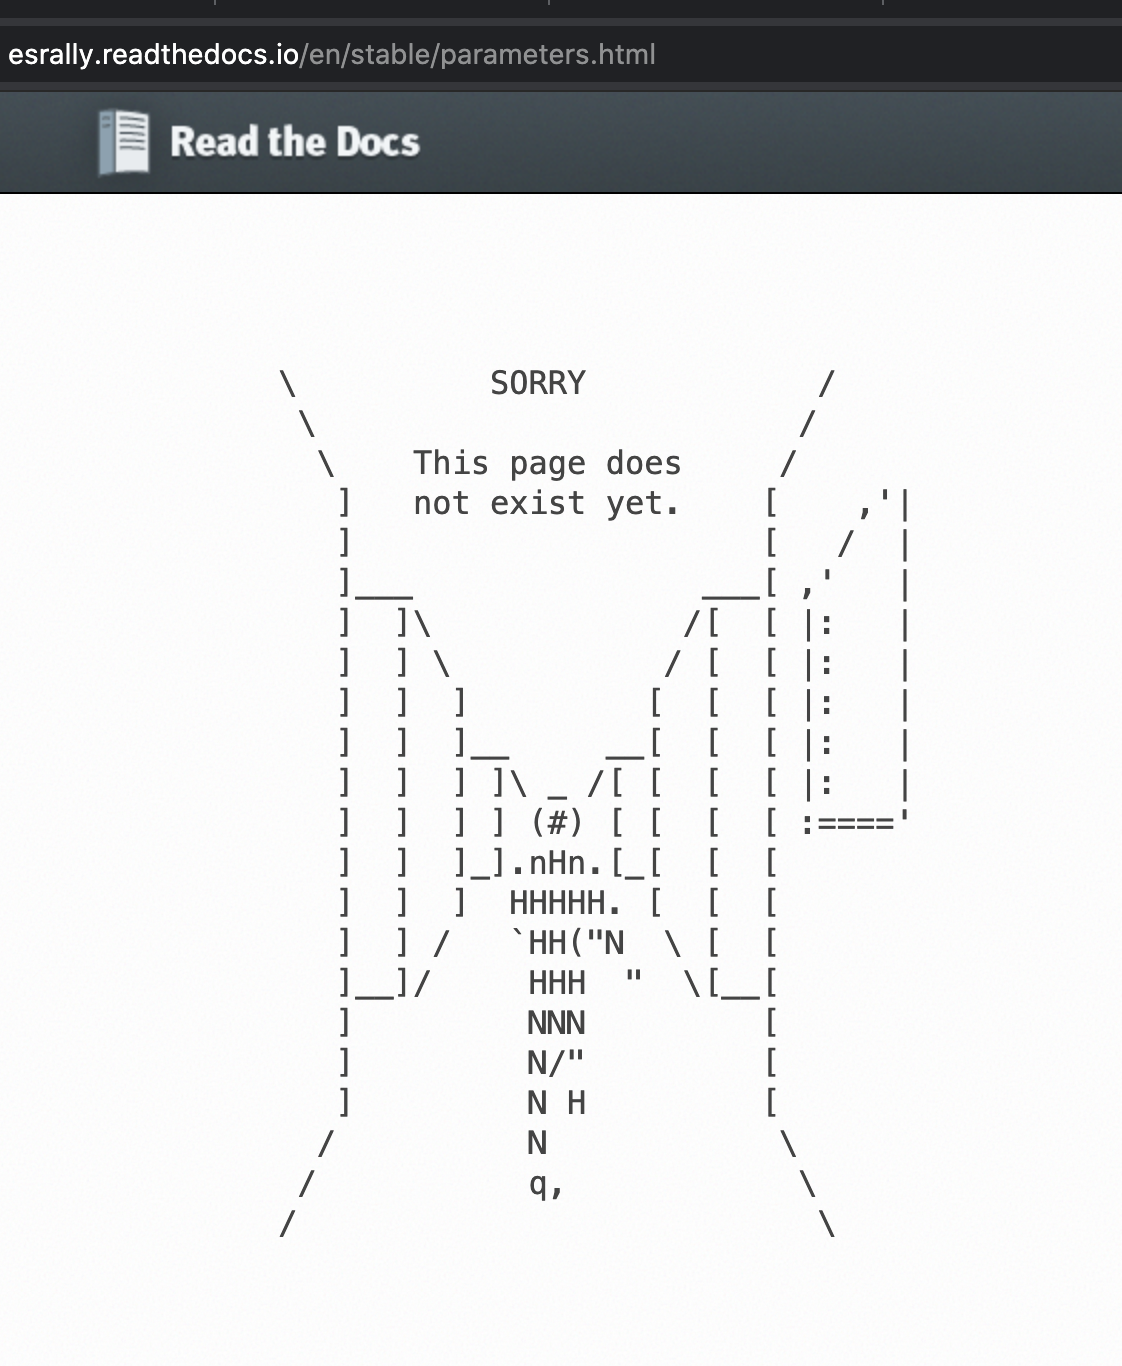 esrally.readthedocs.io/en/stable/parameters.html
Read the Docs
\          SORRY            /
 \                         /
  \    This page does     /
   ]   not exist yet.    [    ,'|
   ]                     [   /  |
   ]___               ___[ ,'   |
   ]  ]\             /[  [ |:   |
   ]  ] \           / [  [ |:   |
   ]  ]  ]         [  [  [ |:   |
   ]  ]  ]__     __[  [  [ |:   |
   ]  ]  ] ]\ _ /[ [  [  [ |:   |
   ]  ]  ] ] (#) [ [  [  [ :===='
   ]  ]  ]_].nHn.[_[  [  [
   ]  ]  ]  HHHHH. [  [  [
   ]  ] /   `HH("N  \ [  [
   ]__]/     HHH  "  \[__[
   ]         NNN         [
   ]         N/"         [
   ]         N H         [
  /          N            \
 /           q,            \
/                           \